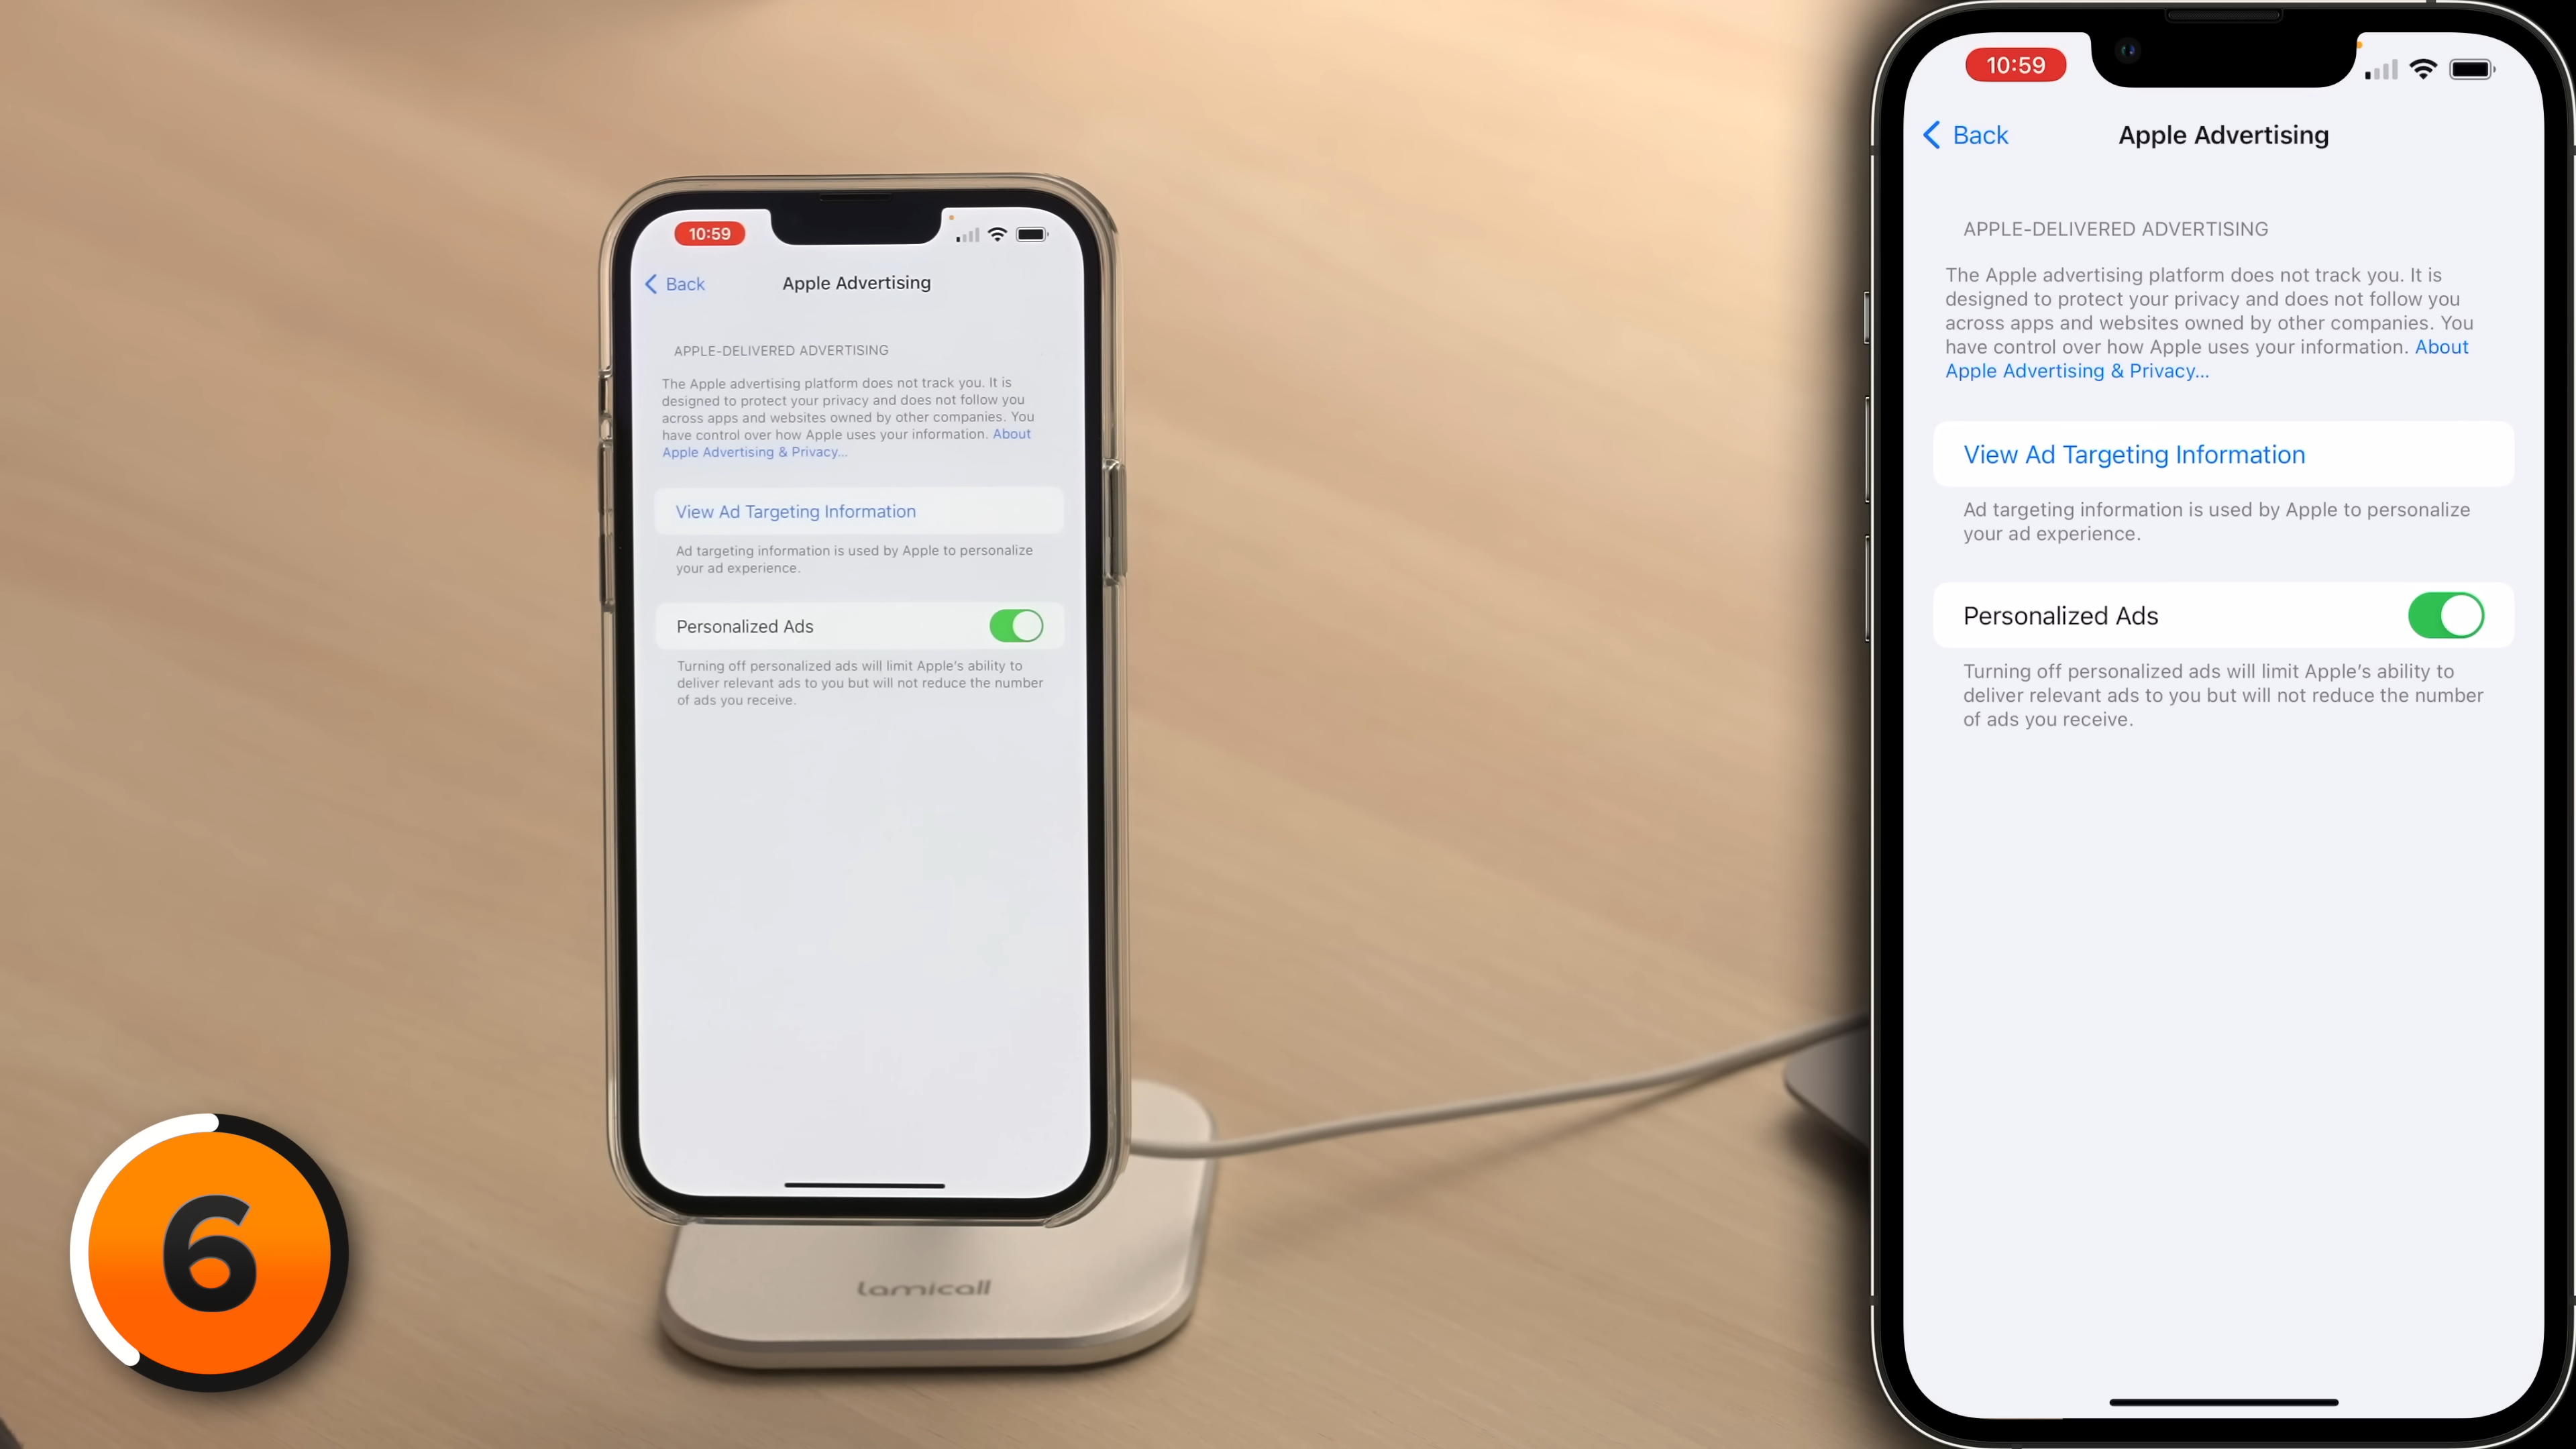 10:59
Back
Apple Advertising
APPLE-DELIVERED ADVERTISING
The Apple advertising platform does not track you. It is
designed to protect your privacy and does not follow you
across apps and websites owned by other companies. You
have control over how Apple uses your information. About
Apple Advertising & Privacy...
View Ad Targeting Information
Ad targeting information is used by Apple to personalize
your ad experience.
Personalized Ads
Turning off personalized ads will limit Apple's ability to
deliver relevant ads to you but will not reduce the number
of ads you receive.
lamicall
6
10:59
Back
Apple Advertising
APPLE-DELIVERED ADVERTISING
The Apple advertising platform does not track you. It is
designed to protect your privacy and does not follow you
across apps and websites owned by other companies. You
have control over how Apple uses your information. About
Apple Advertising & Privacy...
View Ad Targeting Information
Ad targeting information is used by Apple to personalize
your ad experience.
Personalized Ads
Turning off personalized ads will limit Apple's ability to
deliver relevant ads to you but will not reduce the number
of ads you receive.